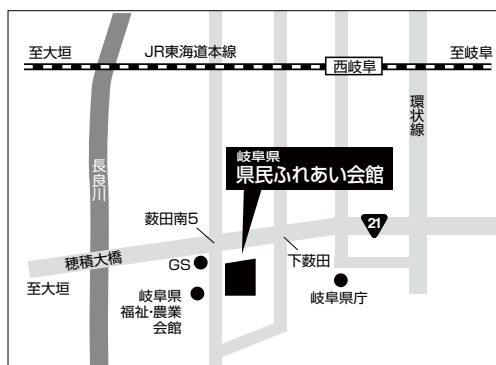 至大垣
JR東海道本線
西岐阜
至岐阜
環状線
長良川
岐阜県
県民ふれあい会館
薮田南5
21
穂積大橋
GS
下薮田
至大垣
岐阜県
福祉・農業
会館
岐阜県庁